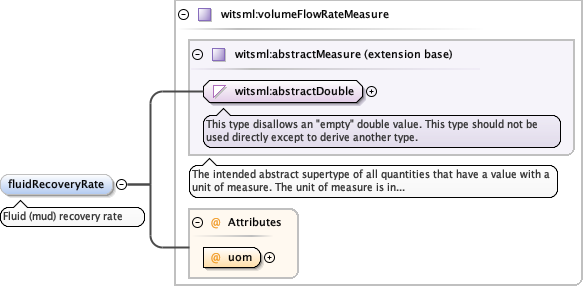 witsml:volumeFlowRateMeasure
witsml:abstractMeasure (extension base)
witsml:abstractDouble
This type disallows an "empty" double value. This type should not be
used directly except to derive another type.
The intended abstract supertype of all quantities that have a value with a
unit of measure. The unit of measure is in...
fluidRecoveryRate
Fluid (mud) recovery rate
@ Attributes
@ uom